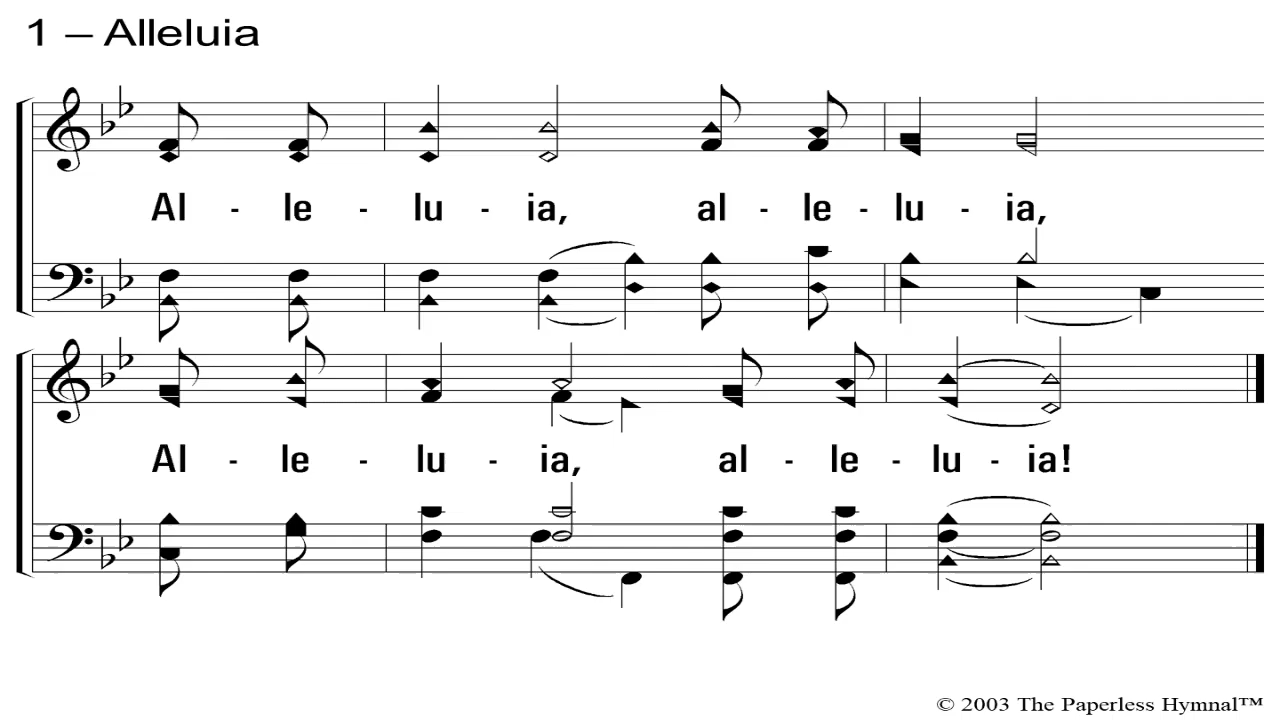 1 – Alleluia
Al - le - lu - ia, al - le - lu - ia,
Al - le - lu - ia, al - le - lu - ia!
© 2003 The Paperless Hymnal™